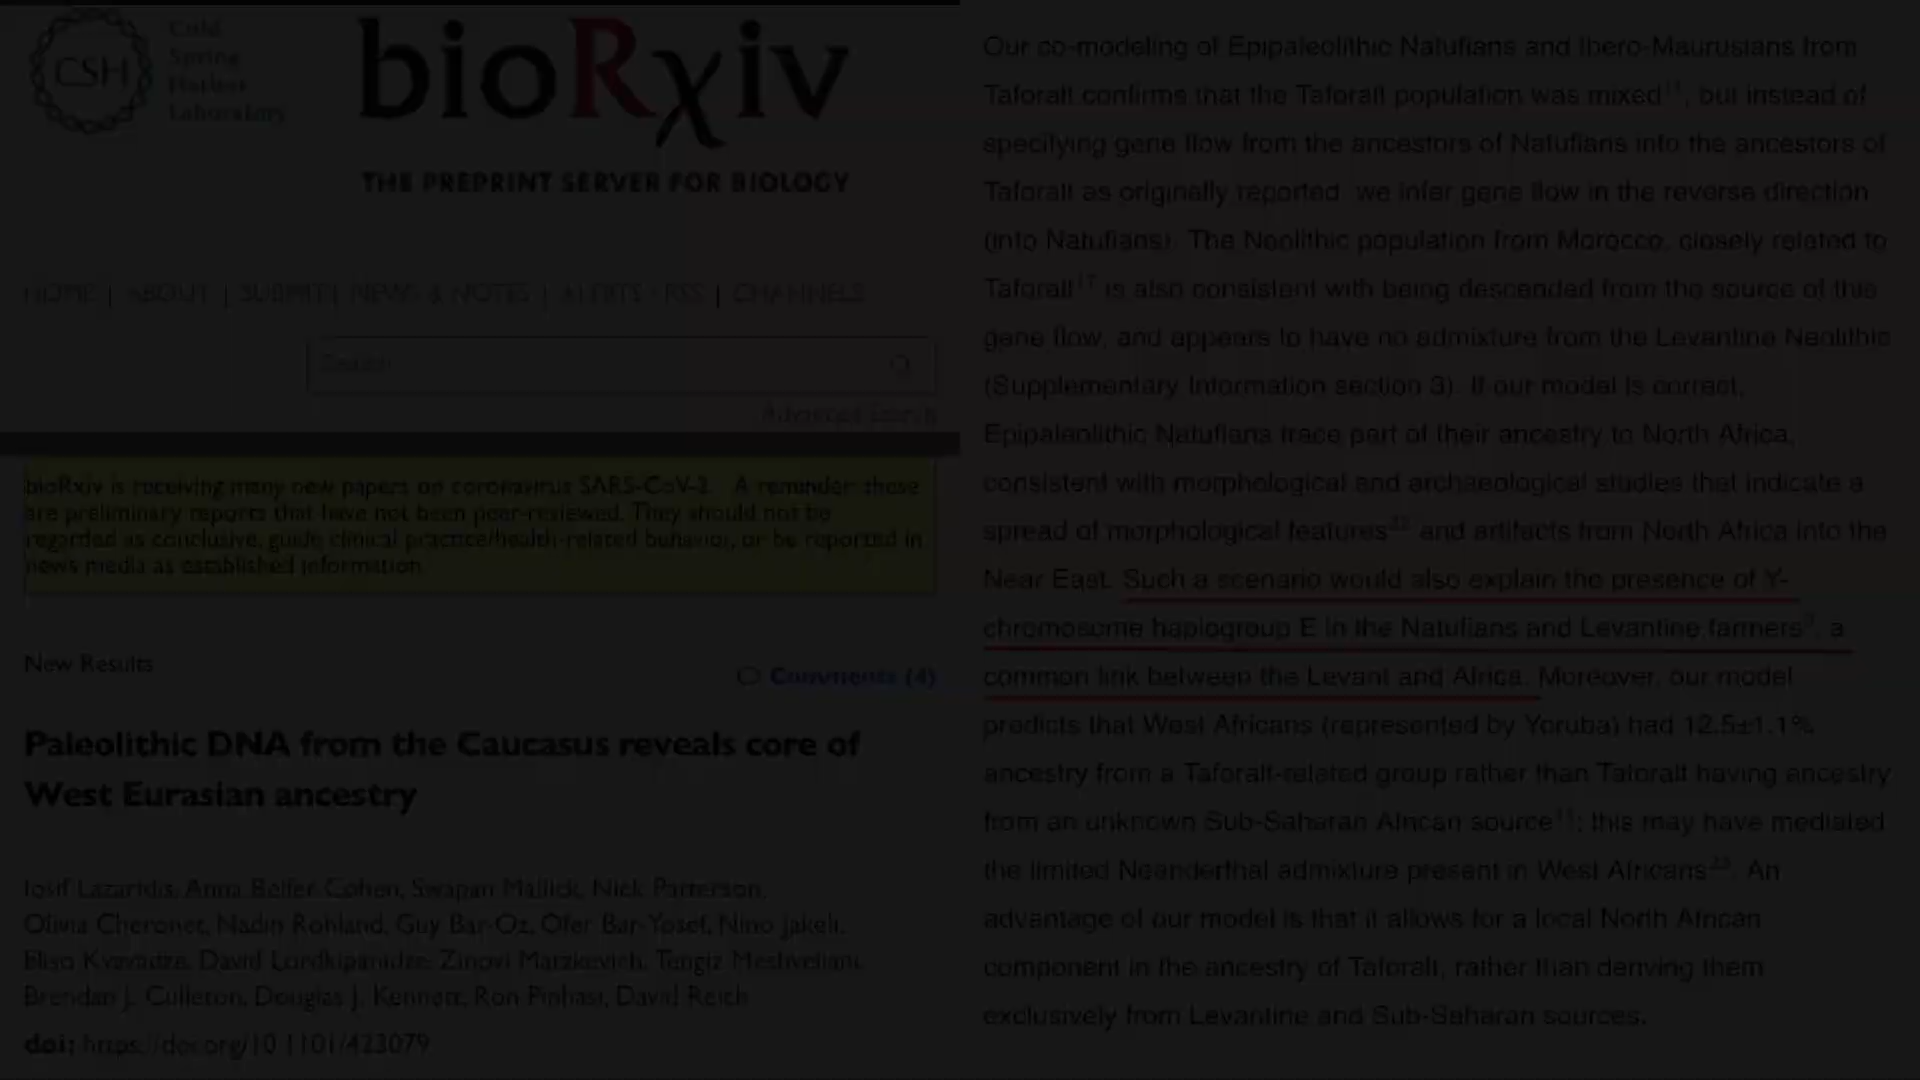 Cold
Spring
Harbor
Laboratory
CSH
bioRxiv
THE PREPRINT SERVER FOR BIOLOGY
HOME | ABOUT | SUBMIT | NEWS & NOTES | ALERTS / RSS | CHANNELS
Search
Advanced Search
bioRxiv is receiving many new papers on coronavirus SARS-CoV-2. A reminder: these
are preliminary reports that have not been peer-reviewed. They should not be
regarded as conclusive, guide clinical practice/health-related behavior, or be reported in
news media as established information.
New Results
Comments (4)
Paleolithic DNA from the Caucasus reveals core of
West Eurasian ancestry
Iosif Lazaridis, Anna Belfer-Cohen, Swapan Mallick, Nick Patterson,
Olivia Cheronet, Nadin Rohland, Guy Bar-Oz, Ofer Bar-Yosef, Nino Jakeli,
Eliso Kvavadze, David Lordkipanidze, Zinovi Matzkevich, Tengiz Meshveliani,
Brendan J. Culleton, Douglas J. Kennett, Ron Pinhasi, David Reich
doi: https://doi.org/10.1101/423079
Our co-modeling of Epipaleolithic Natufians and Ibero-Maurusians from
Taforalt confirms that the Taforalt population was mixed¹⁷, but instead of
specifying gene flow from the ancestors of Natufians into the ancestors of
Taforalt as originally reported, we infer gene flow in the reverse direction
(into Natufians). The Neolithic population from Morocco, closely related to
Taforalt¹⁷ is also consistent with being descended from the source of this
gene flow, and appears to have no admixture from the Levantine Neolithic
(Supplementary Information section 3). If our model is correct,
Epipaleolithic Natufians trace part of their ancestry to North Africa,
consistent with morphological and archaeological studies that indicate a
spread of morphological features and artifacts from North Africa into the
Near East. Such a scenario would also explain the presence of Y-
chromosome haplogroup E in the Natufians and Levantine farmers, a
common link between the Levant and Africa. Moreover, our model
predicts that West Africans (represented by Yoruba) had 12.5±1.1%
ancestry from a Taforalt-related group rather than Taforalt having ancestry
from an unknown Sub-Saharan African source; this may have mediated
the limited Neanderthal admixture present in West Africans²³. An
advantage of our model is that it allows for a local North African
component in the ancestry of Taforalt, rather than deriving them
exclusively from Levantine and Sub-Saharan sources.